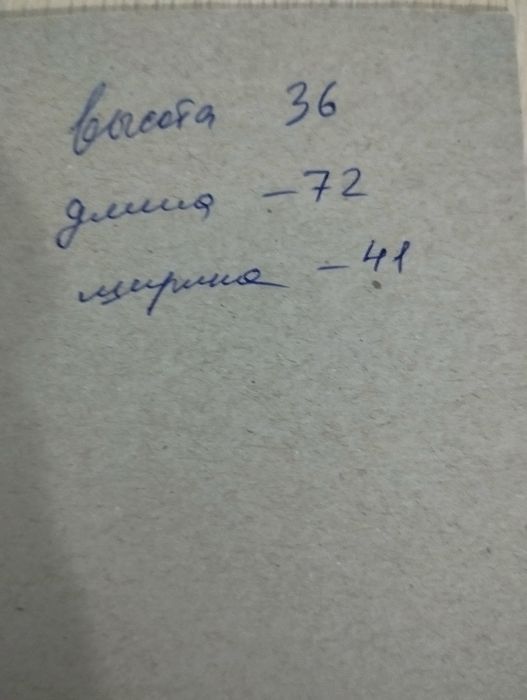 высота 36
длина - 72
ширина - 41